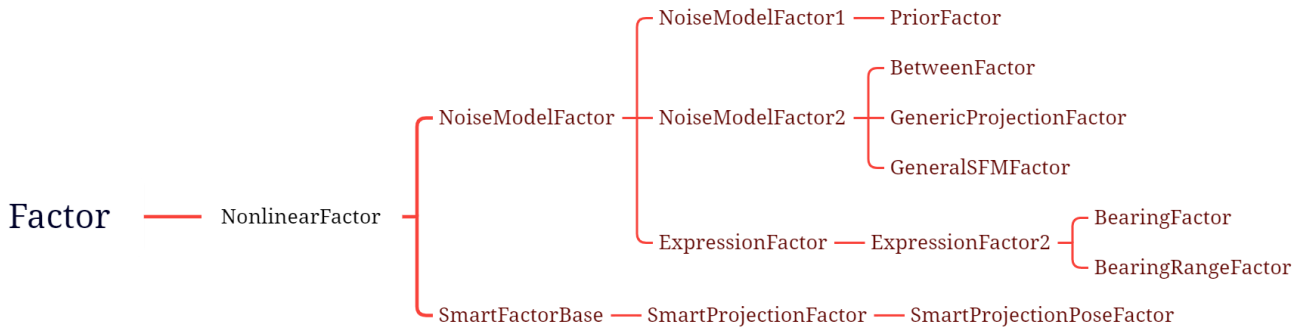 Factor
NonlinearFactor
NoiseModelFactor
NoiseModelFactor1
PriorFactor
NoiseModelFactor2
BetweenFactor
GenericProjectionFactor
GeneralSFMFactor
ExpressionFactor
ExpressionFactor2
BearingFactor
BearingRangeFactor
SmartFactorBase
SmartProjectionFactor
SmartProjectionPoseFactor